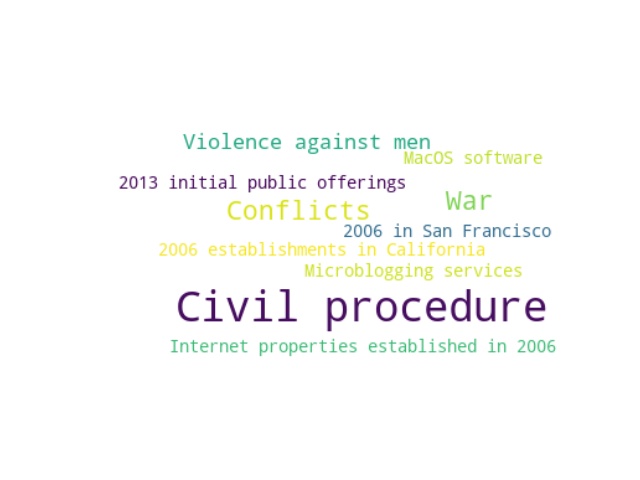 Violence against men
MacOS software
2013 initial public offerings
War
Conflicts
2006 in San Francisco
2006 establishments in California
Microblogging services
Civil procedure
Internet properties established in 2006